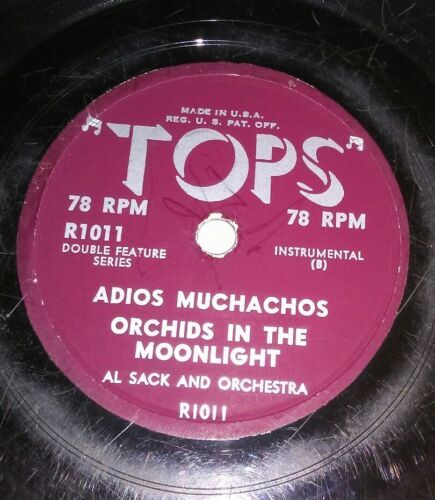 MADE IN U.S.A.
REG. U. S. PAT. OFF.
"TOPS"
78 RPM
78 RPM
R1011
DOUBLE FEATURE
SERIES
INSTRUMENTAL
(B)
ADIOS MUCHACHOS
ORCHIDS IN THE
MOONLIGHT
AL SACK AND ORCHESTRA
R1011